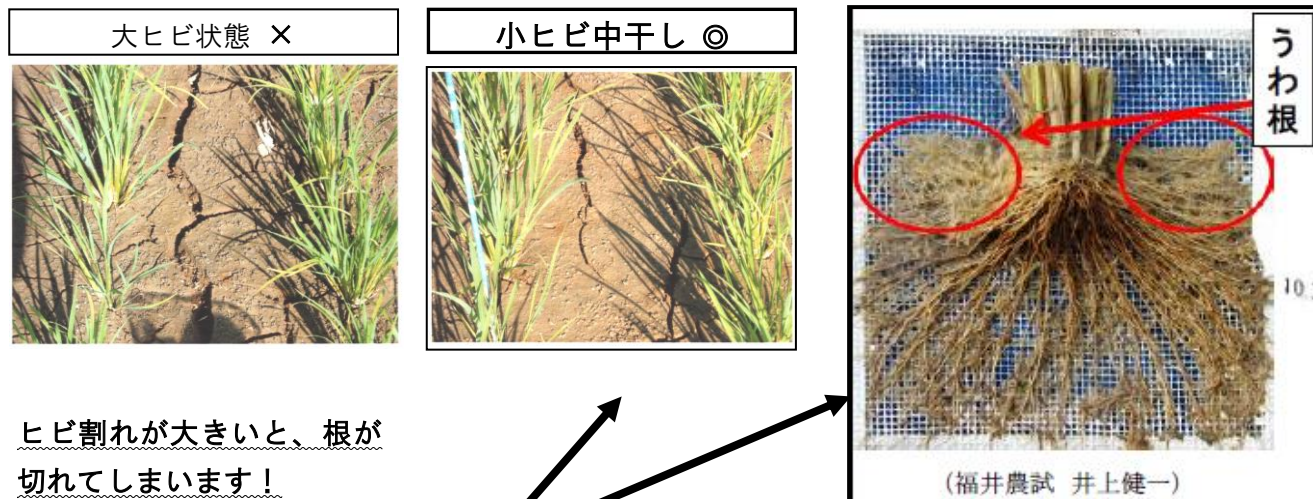 大ヒビ状態 ×
小ヒビ中干し ◎
うわ根
10
ヒビ割れが大きいと、根が
切れてしまいます！
(福井農試 井上健一)